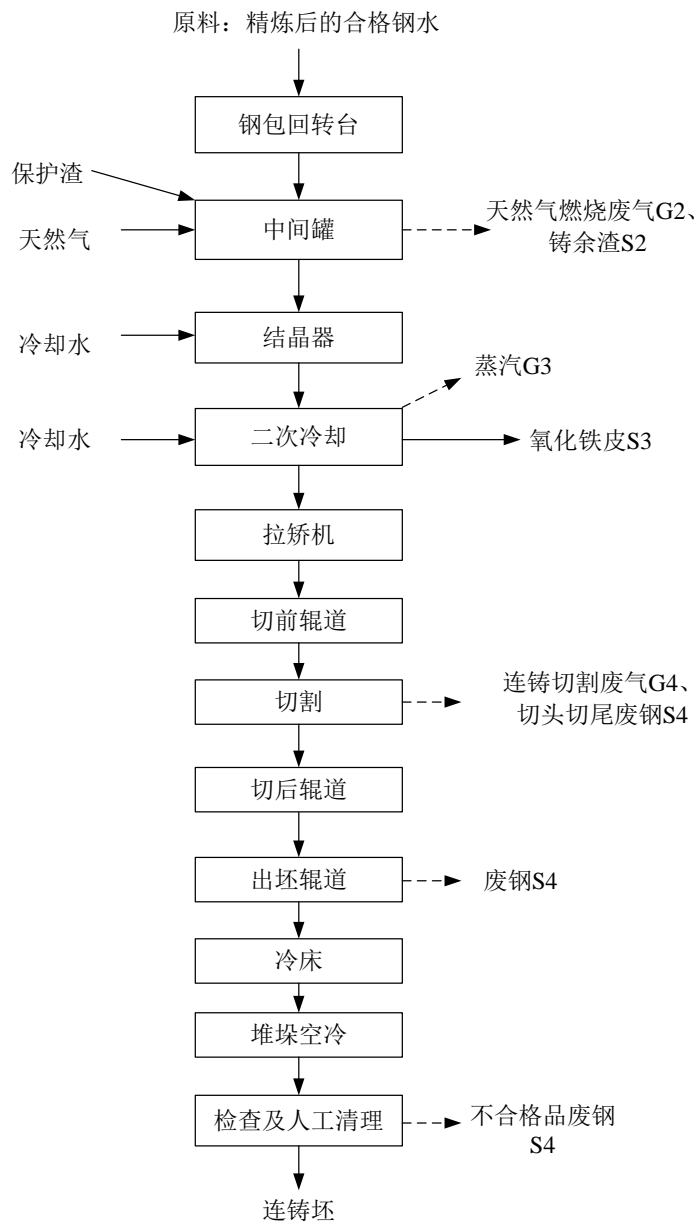 原料：精炼后的合格钢水
钢包回转台
保护渣
天然气
中间罐
天然气燃烧废气G2、
铸余渣S2
冷却水
结晶器
蒸汽G3
冷却水
二次冷却
氧化铁皮S3
拉矫机
切前辊道
切割
连铸切割废气G4、
切头切尾废钢S4
切后辊道
出坯辊道
废钢S4
冷床
堆垛空冷
检查及人工清理
不合格品废钢
S4
连铸坯